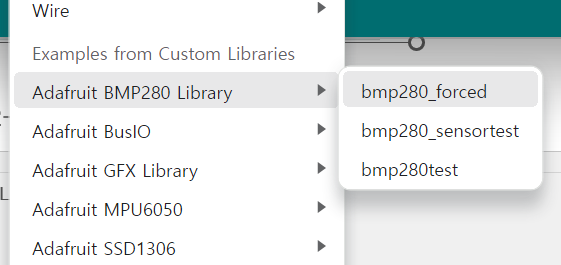 Wire
Examples from Custom Libraries
Adafruit BMP280 Library
bmp280_forced
bmp280_sensortest
bmp280test
Adafruit BusIO
Adafruit GFX Library
Adafruit MPU6050
Adafruit SSD1306